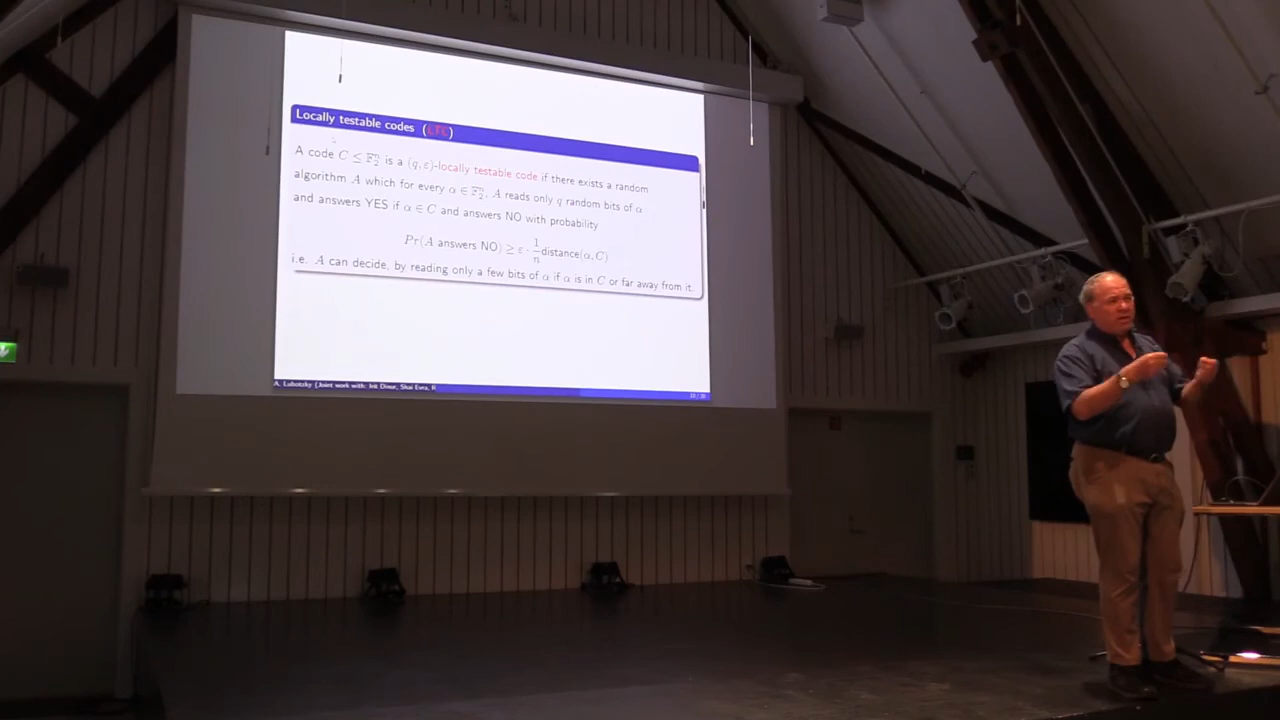 Locally testable codes (LTC)
A code C ≤ 𝔽₂ⁿ is a (q, ε)-locally testable code if there exists a random
algorithm A which for every α ∈ 𝔽₂ⁿ, A reads only q random bits of α
and answers YES if α ∈ C and answers NO with probability
Pr(A answers NO) ≥ ε · 1/n distance(α, C)
i.e. A can decide, by reading only a few bits of α if α is in C or far away from it.
A. Lubotzky (Joint work with: Irit Dinur, Shai Evra, R